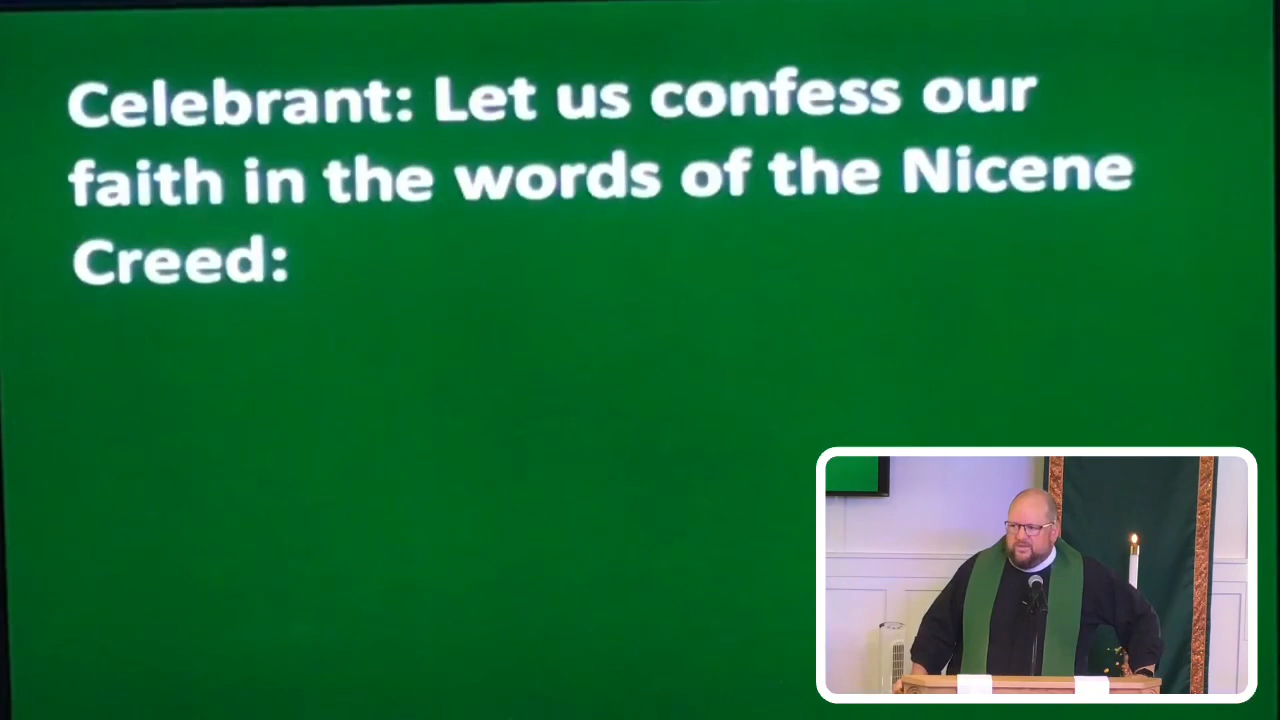 Celebrant: Let us confess our
faith in the words of the Nicene
Creed: